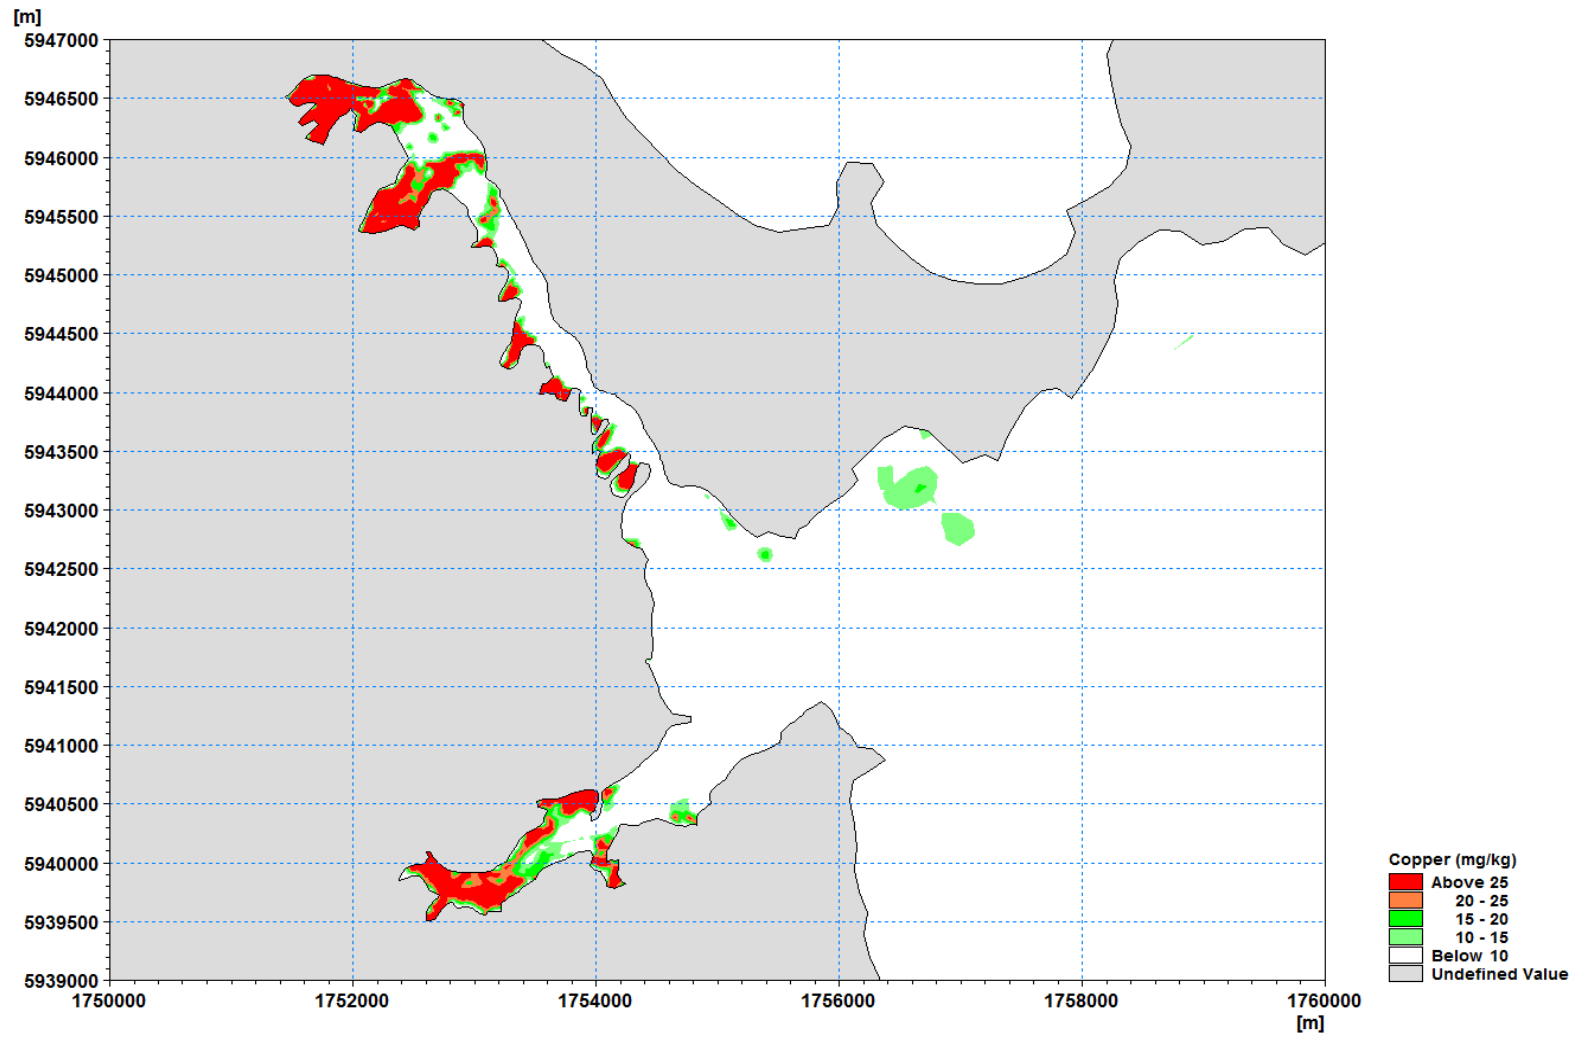 [m]
5947000
5946500
5946000
5945500
5945000
5944500
5944000
5943500
5943000
5942500
5942000
5941500
5941000
5940500
5940000
5939500
5939000
1750000 1752000 1754000 1756000 1758000 1760000
[m]
Copper (mg/kg)
Above 25
20 - 25
15 - 20
10 - 15
Below 10
Undefined Value